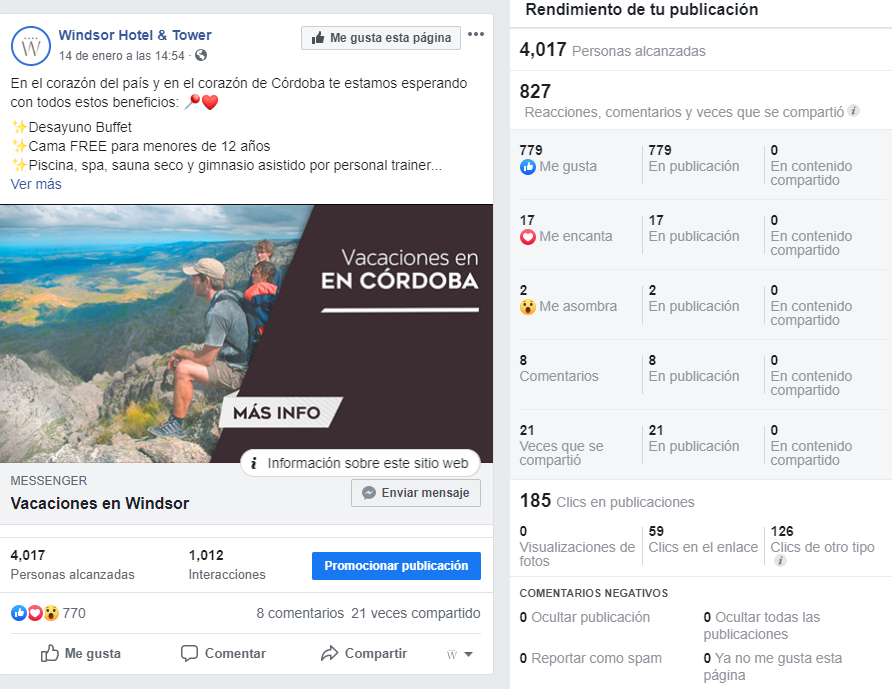 Windsor Hotel & Tower
14 de enero a las 14:54 ·
Me gusta esta página
En el corazón del país y en el corazón de Córdoba te estamos esperando
con todos estos beneficios: 📍❤️
✨Desayuno Buffet
✨Cama FREE para menores de 12 años
✨Piscina, spa, sauna seco y gimnasio asistido por personal trainer...
Ver más
Vacaciones en
EN CÓRDOBA
MÁS INFO
i Información sobre este sitio web
MESSENGER
Vacaciones en Windsor
Enviar mensaje
4,017
Personas alcanzadas
1,012
Interacciones
Promocionar publicación
770
8 comentarios 21 veces compartido
Me gusta
Comentar
Compartir
W
Rendimiento de tu publicación
4,017 Personas alcanzadas
827
Reacciones, comentarios y veces que se compartió i
779
Me gusta
779
En publicación
0
En contenido
compartido
17
Me encanta
17
En publicación
0
En contenido
compartido
2
Me asombra
2
En publicación
0
En contenido
compartido
8
Comentarios
8
En publicación
0
En contenido
compartido
21
Veces que se
compartió
21
En publicación
0
En contenido
compartido
185 Clics en publicaciones
0
Visualizaciones de
fotos
59
Clics en el enlace
126
Clics de otro tipo
i
COMENTARIOS NEGATIVOS
0 Ocultar publicación
0 Ocultar todas las
publicaciones
0 Reportar como spam
0 Ya no me gusta esta
página